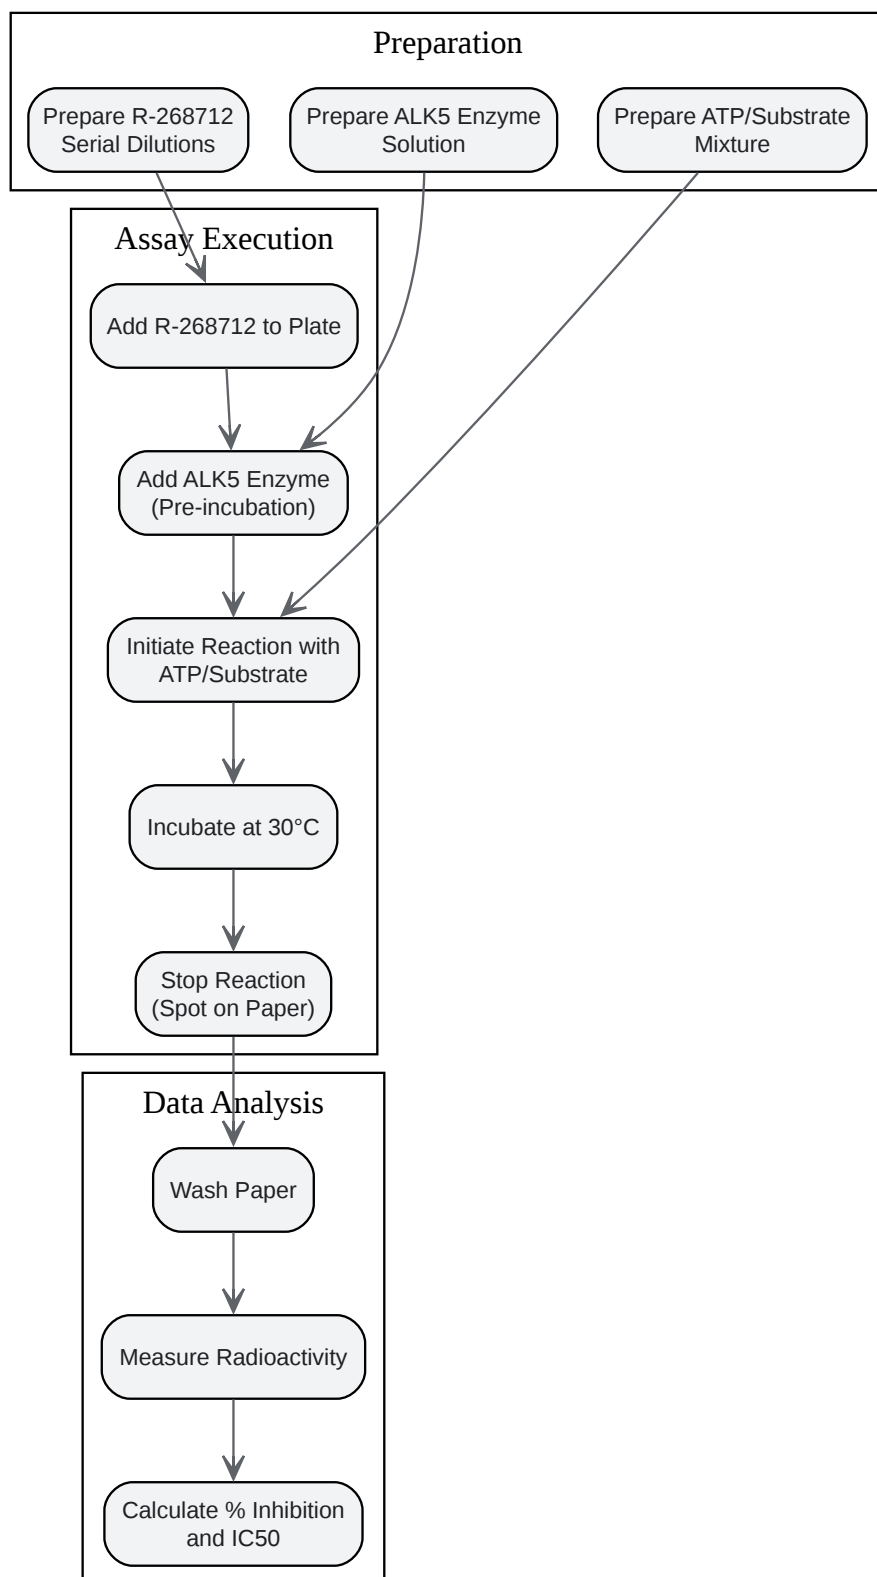 Preparation
Prepare R-268712
Serial Dilutions
Prepare ALK5 Enzyme
Solution
Prepare ATP/Substrate
Mixture
Assay Execution
Add R-268712 to Plate
Add ALK5 Enzyme
(Pre-incubation)
Initiate Reaction with
ATP/Substrate
Incubate at 30°C
Stop Reaction
(Spot on Paper)
Data Analysis
Wash Paper
Measure Radioactivity
Calculate % Inhibition
and IC50